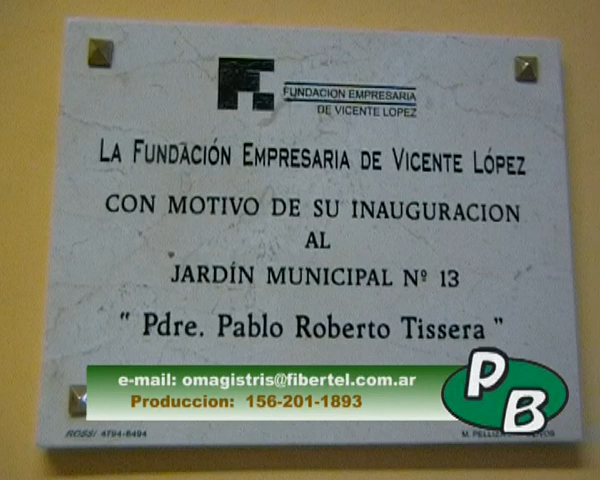 FUNDACION EMPRESARIA
DE VICENTE LOPEZ
LA FUNDACIÓN EMPRESARIA DE VICENTE LÓPEZ
CON MOTIVO DE SU INAUGURACION
AL
JARDÍN MUNICIPAL Nº 13
" Pdre. Pablo Roberto Tissera "
e-mail: omagistris@fibertel.com.ar
Produccion: 156-201-1893
PB
ROSSI 4794-8494